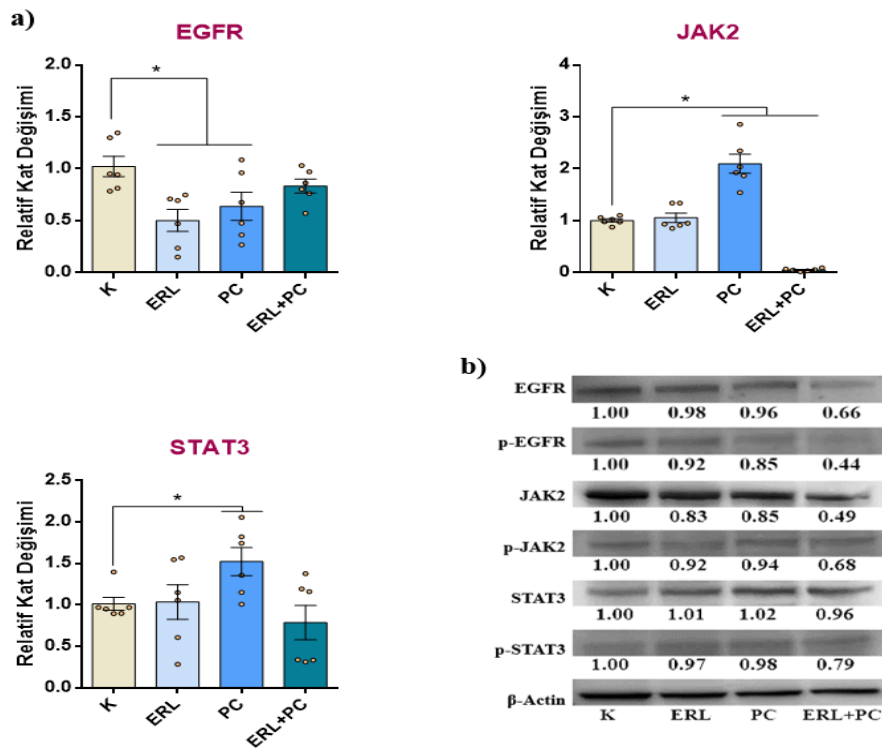 a)
EGFR
Relatif Kat Değişimi
2.0
1.5
1.0
0.5
0.0
*
K
ERL
PC
ERL+PC
JAK2
Relatif Kat Değişimi
4
3
2
1
0
*
K
ERL
PC
ERL+PC
STAT3
Relatif Kat Değişimi
2.5
2.0
1.5
1.0
0.5
0.0
*
K
ERL
PC
ERL+PC
b)
EGFR
1.00 0.98 0.96 0.66
p-EGFR
1.00 0.92 0.85 0.44
JAK2
1.00 0.83 0.85 0.49
p-JAK2
1.00 0.92 0.94 0.68
STAT3
1.00 1.01 1.02 0.96
p-STAT3
1.00 0.97 0.98 0.79
β-Actin
K ERL PC ERL+PC